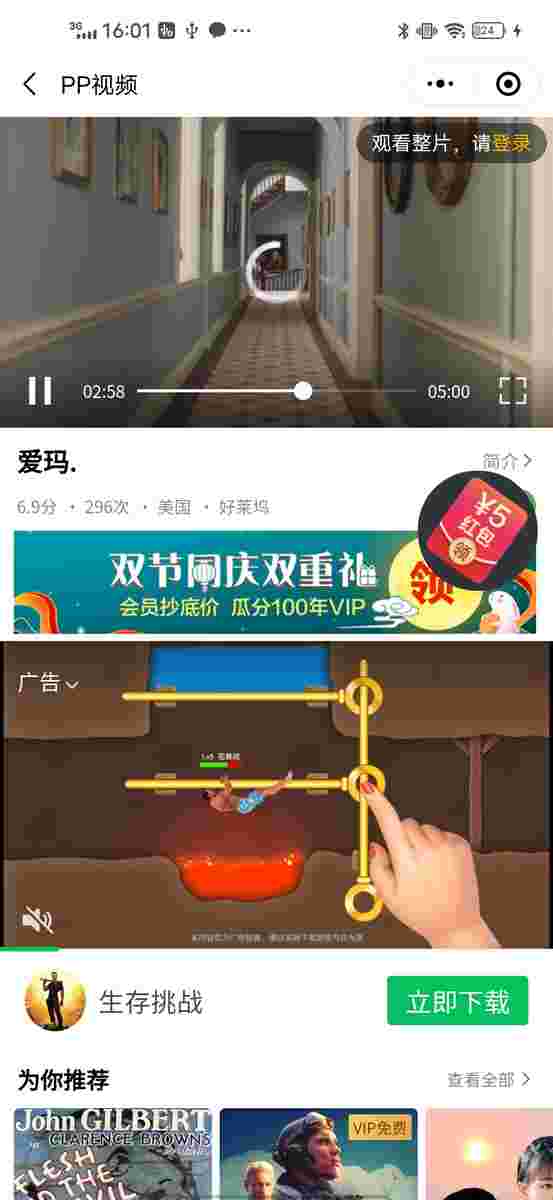 3G 16:01 24
PP视频
观看整片，请登录
02:58 05:00
爱玛.
简介
6.9分 · 296次 · 美国 · 好莱坞
¥5
红包
领
双节同庆双重礼
领
会员抄底价 瓜分100年VIP
广告
生存挑战
立即下载
为你推荐
查看全部
John GILBERT
CLARENCE BROWN'S
FLESH
VIP免费